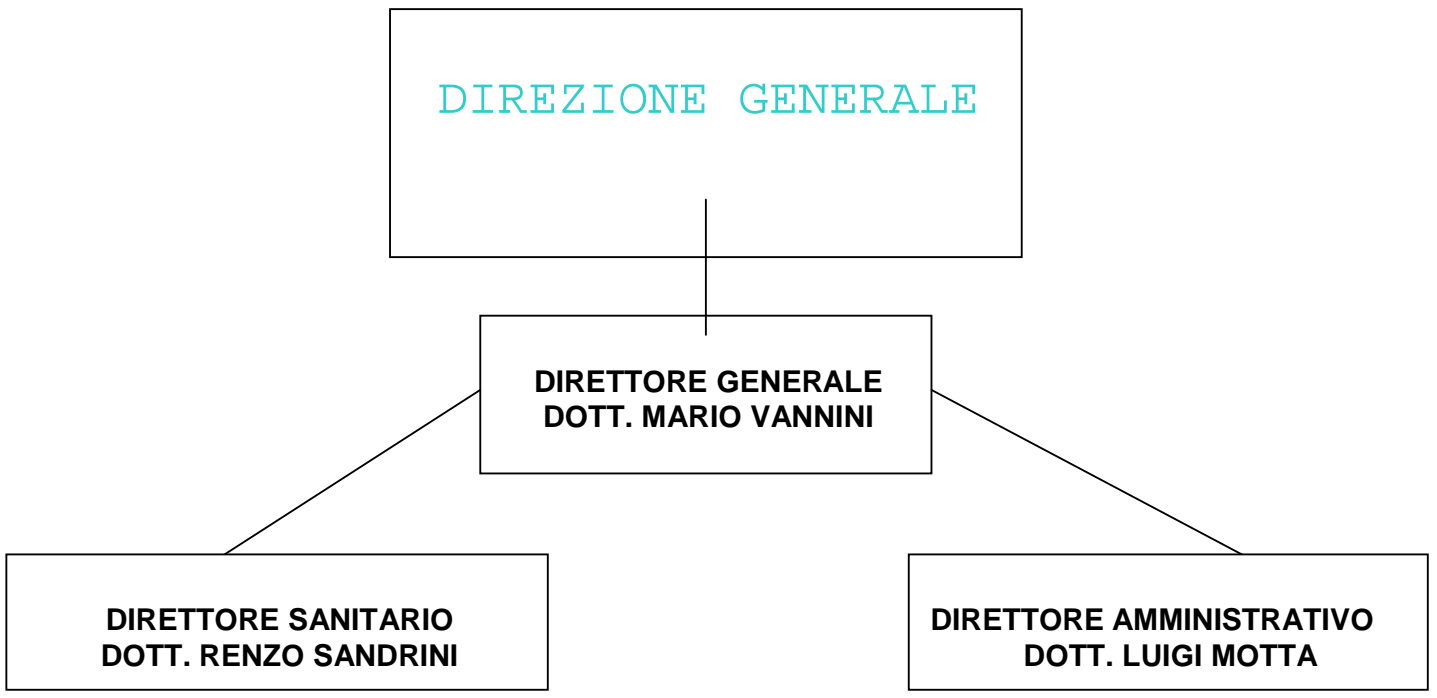 DIREZIONE GENERALE
DIRETTORE GENERALE
DOTT. MARIO VANNINI
DIRETTORE SANITARIO
DOTT. RENZO SANDRINI
DIRETTORE AMMINISTRATIVO
DOTT. LUIGI MOTTA